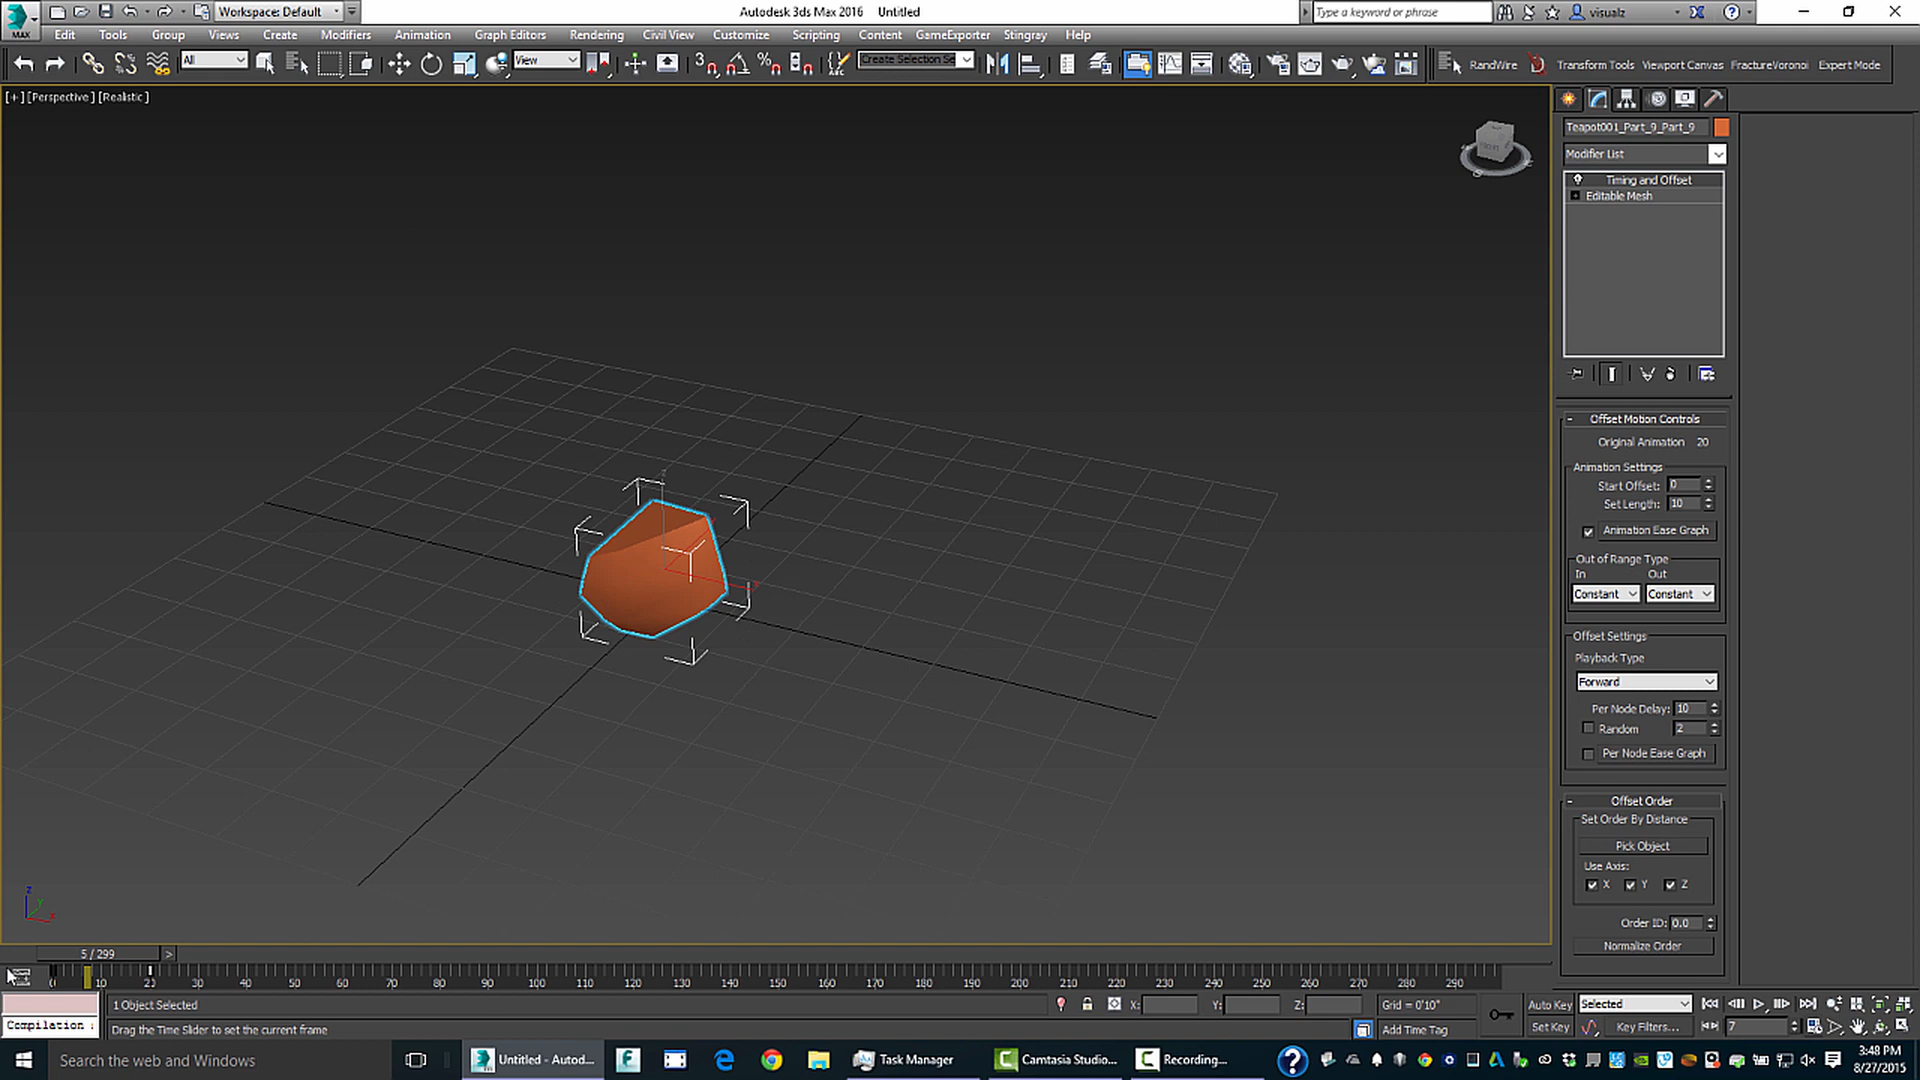 Workspace: Default
Autodesk 3ds Max 2016 Untitled
Type a keyword or phrase
visualz
MAX
Edit Tools Group Views Create Modifiers Animation Graph Editors Rendering Civil View Customize Scripting Content GameExporter Stingray Help
All
View
Create Selection Se
RandWire
Transform Tools
Viewport Canvas
FractureVoronoi
Expert Mode
[+] [Perspective] [Realistic]
Teapot001_Part_9_Part_9
Modifier List
Timing and Offset
Editable Mesh
Offset Motion Controls
Original Animation 20
Animation Settings
Start Offset: 0
Set Length: 10
Animation Ease Graph
Out of Range Type
In Out
Constant Constant
Offset Settings
Playback Type
Forward
Per Node Delay: 10
Random 2
Per Node Ease Graph
Offset Order
Set Order By Distance
Pick Object
Use Axis:
X Y Z
Order ID: 0.0
Normalize Order
z
y
x
5 / 299
>
0 10 20 30 40 50 60 70 80 90 100 110 120 130 140 150 160 170 180 190 200 210 220 230 240 250 260 270 280 290
1 Object Selected
X: Y: Z:
Grid = 0'10"
Auto Key
Selected
Compilation :
Drag the Time Slider to set the current frame
Add Time Tag
Set Key
Key Filters...
7
Search the web and Windows
Untitled - Autod...
Task Manager
Camtasia Studio...
Recording...
3:48 PM
8/27/2015